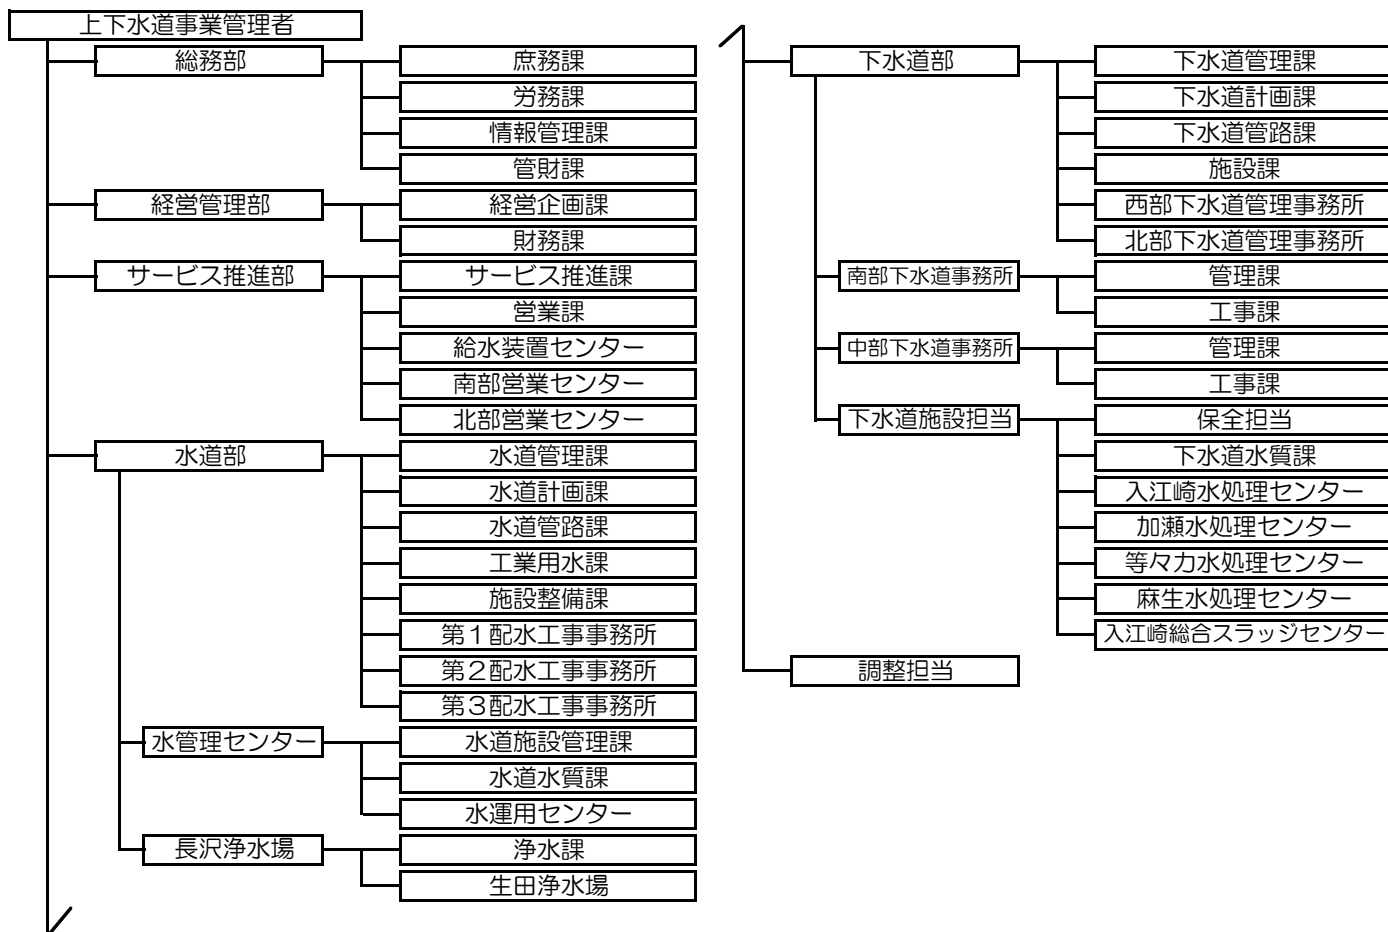 上下水道事業管理者
総務部
庶務課
労務課
情報管理課
管財課
経営管理部
経営企画課
財務課
サービス推進部
サービス推進課
営業課
給水装置センター
南部営業センター
北部営業センター
水道部
水道管理課
水道計画課
水道管路課
工業用水課
施設整備課
第１配水工事事務所
第２配水工事事務所
第３配水工事事務所
水管理センター
水道施設管理課
水道水質課
水運用センター
長沢浄水場
浄水課
生田浄水場
下水道部
下水道管理課
下水道計画課
下水道管路課
施設課
西部下水道管理事務所
北部下水道管理事務所
南部下水道事務所
管理課
工事課
中部下水道事務所
管理課
工事課
下水道施設担当
保全担当
下水道水質課
入江崎水処理センター
加瀬水処理センター
等々力水処理センター
麻生水処理センター
入江崎総合スラッジセンター
調整担当